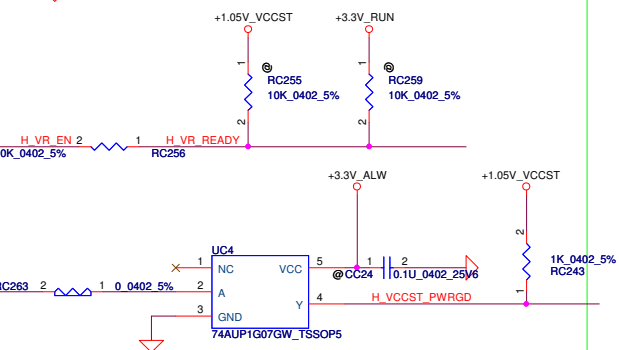 +1.05V_VCCST
+3.3V_RUN
1
@
RC255
10K_0402_5%
2
1
@
RC259
10K_0402_5%
2
H_VR_EN 2
1
H_VR_READY
0K_0402_5%
RC256
+3.3V_ALW
+1.05V_VCCST
UC4
1
NC
VCC
5
1
2
@CC24
0.1U_0402_25V6
2
1K_0402_5%
RC243
1
RC263 2
1
0_0402_5%
2
A
Y
4
H_VCCST_PWRGD
3
GND
74AUP1G07GW_TSSOP5